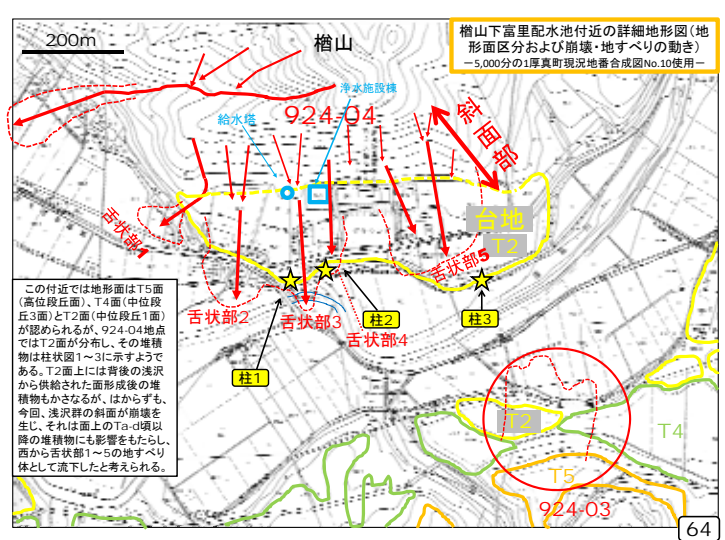 200m
楢山
楢山下富里配水池付近の詳細地形図(地
形面区分および崩壊・地すべりの動き)
－5,000分の1厚真町現況地番合成図No.10使用－
浄水施設棟
給水塔
924-04
斜面部
台地
T2
舌状部1
舌状部5
舌状部2
舌状部3
舌状部4
柱2
柱3
柱1
この付近では地形面はT5面
(高位段丘面)、T4面(中位段
丘3面)とT2面(中位段丘1面)
が認められるが、924-04地点
ではT2面が分布し、その堆積
物は柱状図1～3に示すようで
ある。T2面上には背後の浅沢
から供給された面形成後の堆
積物もかさなるが、はからずも、
今回、浅沢群の斜面が崩壊を
生じ、それは面上のTa-d頃以
降の堆積物にも影響をもたらし、
西から舌状部1～5の地すべり
体として流下したと考えられる。
T2
T4
T5
924-03
64